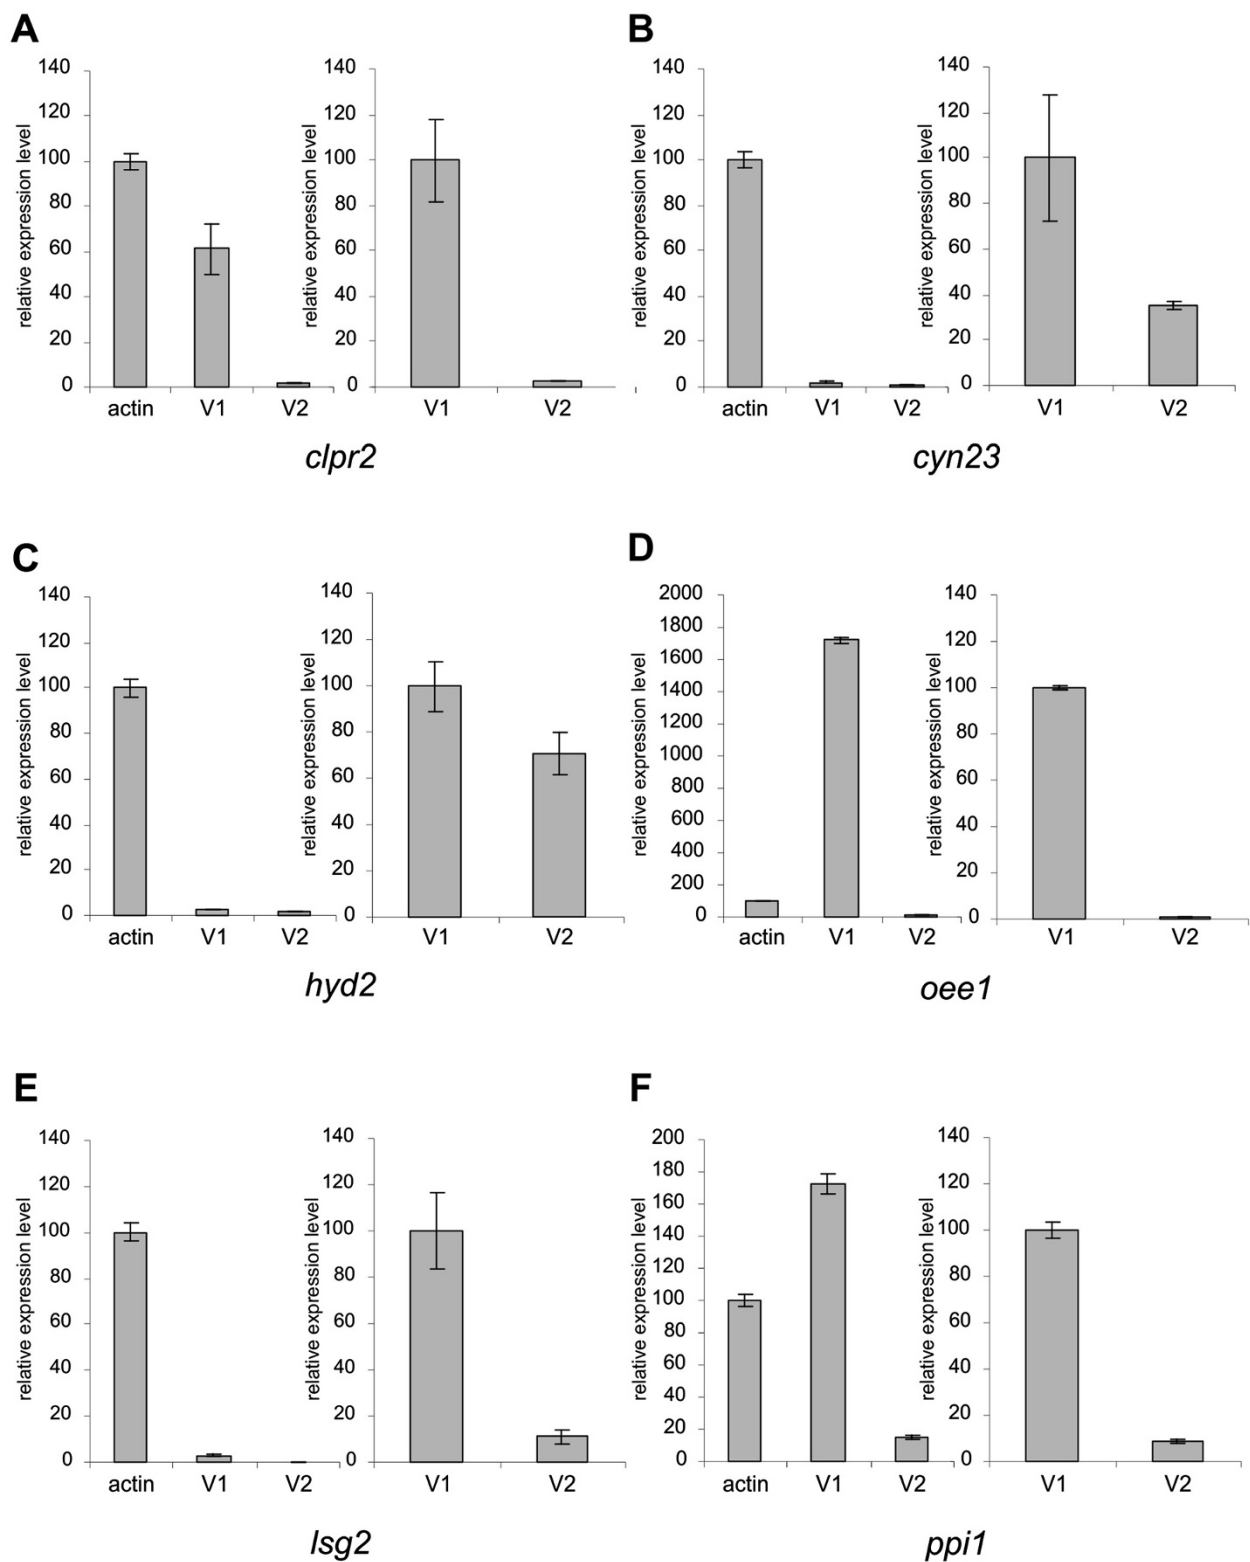 A
relative expression level
140
120
100
80
60
40
20
0
actin V1 V2
relative expression level
140
120
100
80
60
40
20
0
V1 V2
clpr2
B
relative expression level
140
120
100
80
60
40
20
0
actin V1 V2
relative expression level
140
120
100
80
60
40
20
0
V1 V2
cyn23
C
relative expression level
140
120
100
80
60
40
20
0
actin V1 V2
relative expression level
140
120
100
80
60
40
20
0
V1 V2
hyd2
D
relative expression level
2000
1800
1600
1400
1200
1000
800
600
400
200
0
actin V1 V2
relative expression level
140
120
100
80
60
40
20
0
V1 V2
oee1
E
relative expression level
140
120
100
80
60
40
20
0
actin V1 V2
relative expression level
140
120
100
80
60
40
20
0
V1 V2
lsg2
F
relative expression level
200
180
160
140
120
100
80
60
40
20
0
actin V1 V2
relative expression level
140
120
100
80
60
40
20
0
V1 V2
ppi1